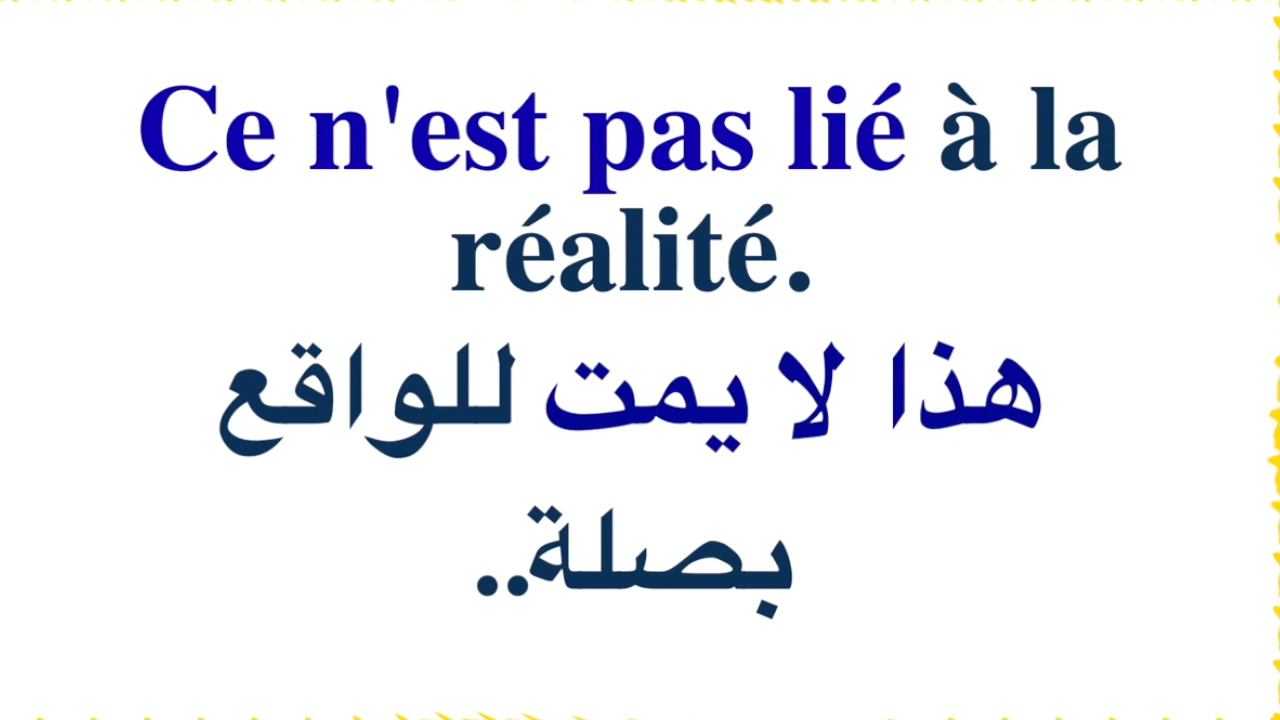 Ce n'est pas lié à la
réalité.
هذا لا يمت للواقع
بصلة..